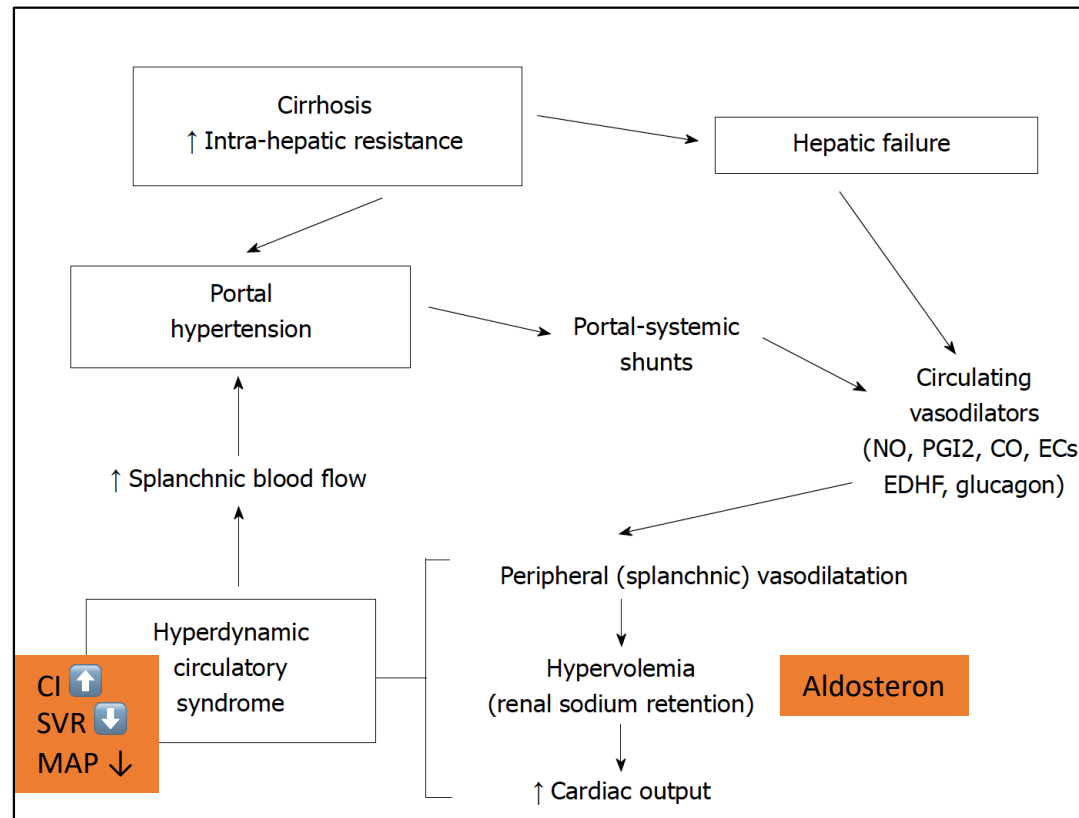 Cirrhosis
↑ Intra-hepatic resistance
Hepatic failure
Portal
hypertension
Portal-systemic
shunts
Circulating
vasodilators
(NO, PGI2, CO, ECs
EDHF, glucagon)
↑ Splanchnic blood flow
Peripheral (splanchnic) vasodilatation
Hyperdynamic
circulatory
syndrome
CI ⬆️
SVR ⬇️
MAP ↓
Hypervolemia
(renal sodium retention)
Aldosteron
↑ Cardiac output